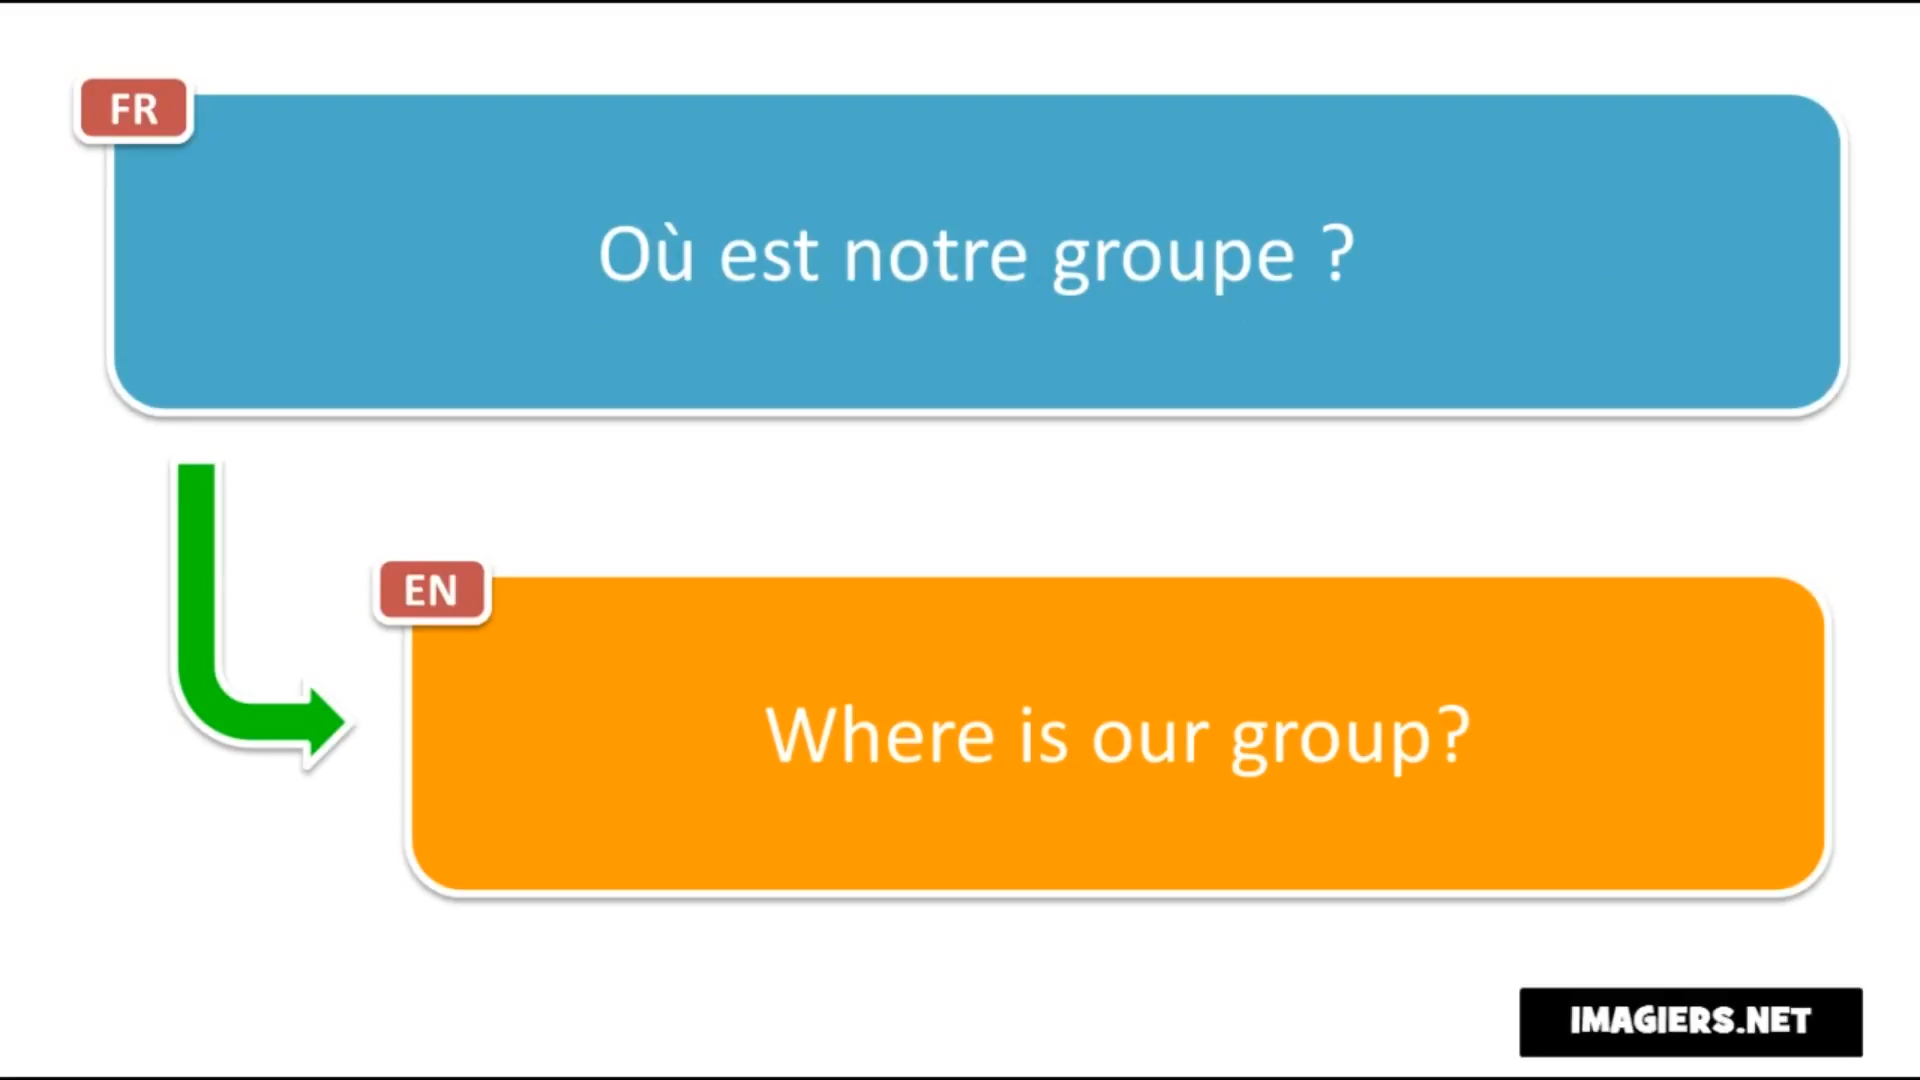 FR
Où est notre groupe ?
EN
Where is our group?
IMAGIERS.NET